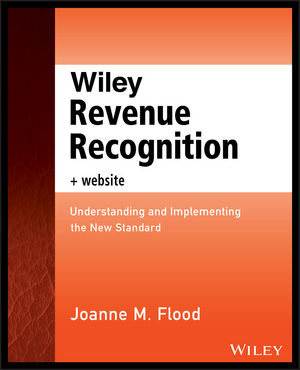 Wiley
Revenue
Recognition
+ website
Understanding and Implementing
the New Standard
Joanne M. Flood
WILEY